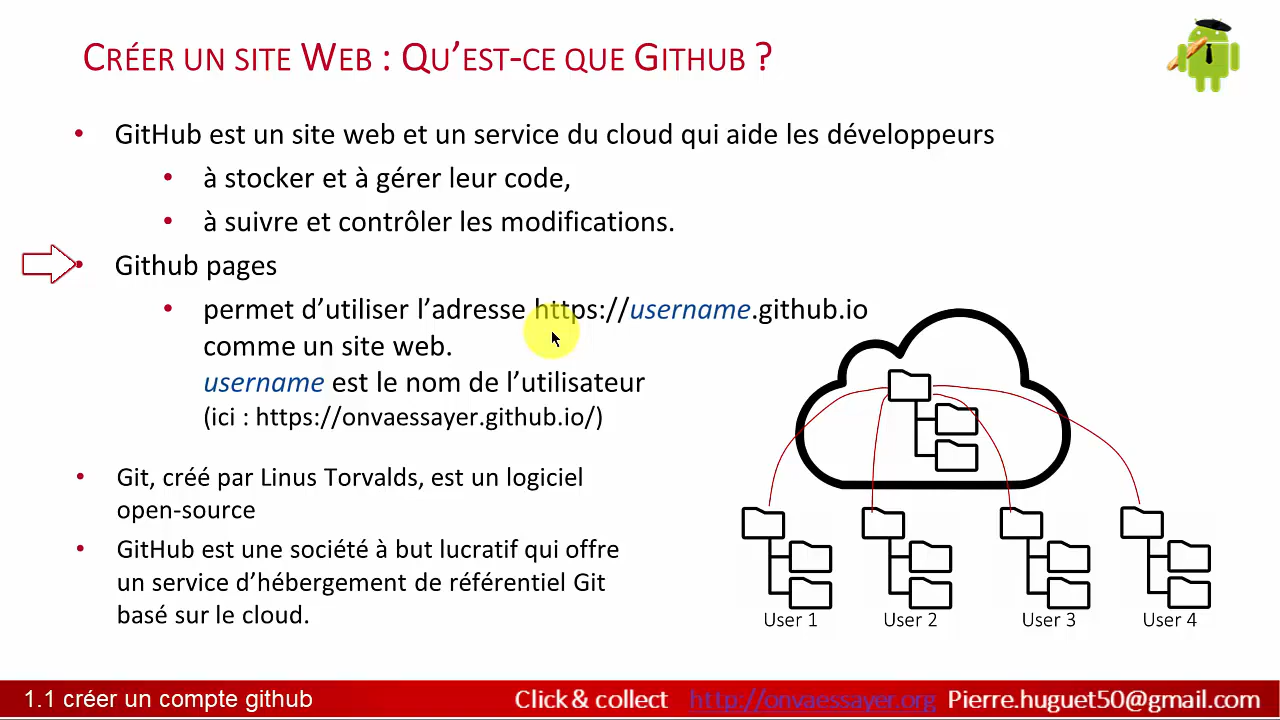 CRÉER UN SITE WEB : QU’EST-CE QUE GITHUB ?
• GitHub est un site web et un service du cloud qui aide les développeurs
• à stocker et à gérer leur code,
• à suivre et contrôler les modifications.
• Github pages
• permet d’utiliser l’adresse https://username.github.io
comme un site web.
username est le nom de l’utilisateur
(ici : https://onvaessayer.github.io/)
• Git, créé par Linus Torvalds, est un logiciel
open-source
• GitHub est une société à but lucratif qui offre
un service d’hébergement de référentiel Git
basé sur le cloud.
User 1 User 2 User 3 User 4
1.1 créer un compte github Click & collect http://onvaessayer.org Pierre.huguet50@gmail.com